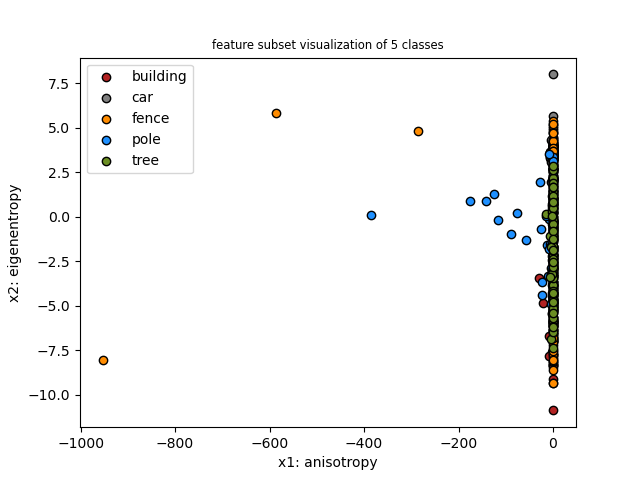 feature subset visualization of 5 classes
building
car
fence
pole
tree
7.5
5.0
2.5
0.0
−2.5
−5.0
−7.5
−10.0
x2: eigenentropy
−1000
−800
−600
−400
−200
0
x1: anisotropy